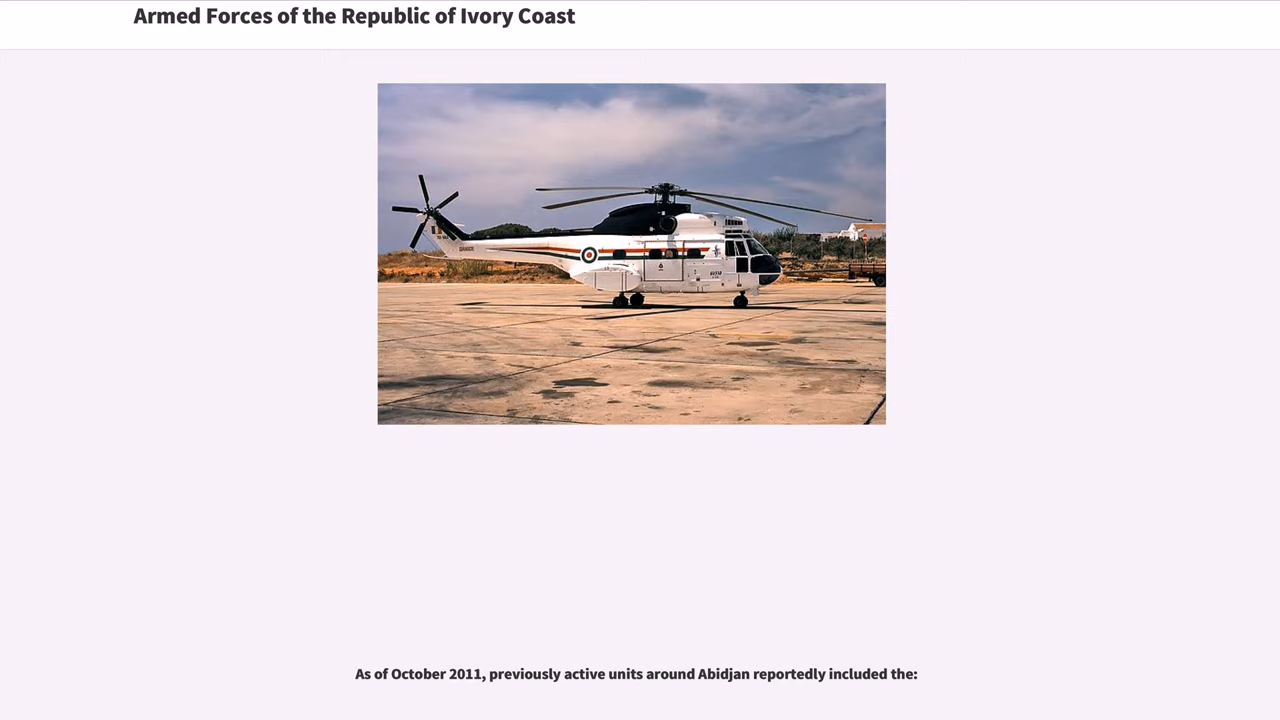 Armed Forces of the Republic of Ivory Coast
As of October 2011, previously active units around Abidjan reportedly included the: